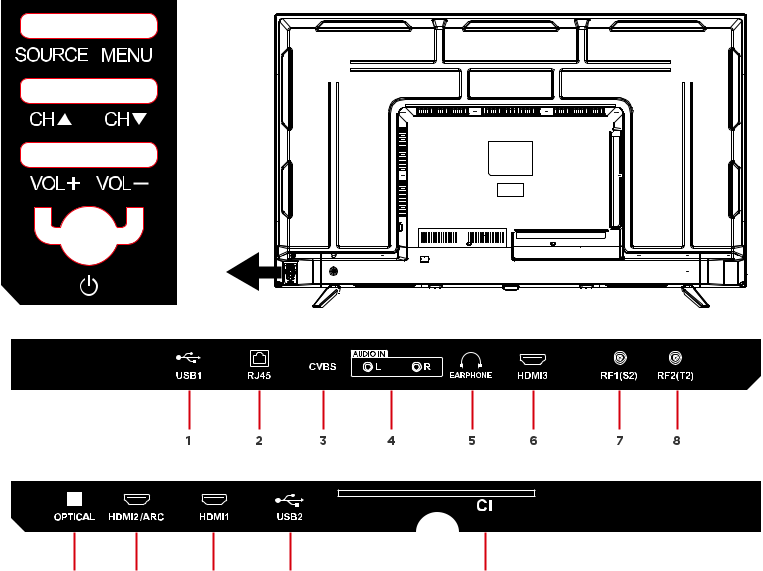 SOURCE MENU
CH▲ CH▼
VOL+ VOL−
USB1 RJ45 CVBS AUDIO IN L R EARPHONE HDMI3 RF1(S2) RF2(T2)
1 2 3 4 5 6 7 8
OPTICAL HDMI2/ARC HDMI1 USB2 CI